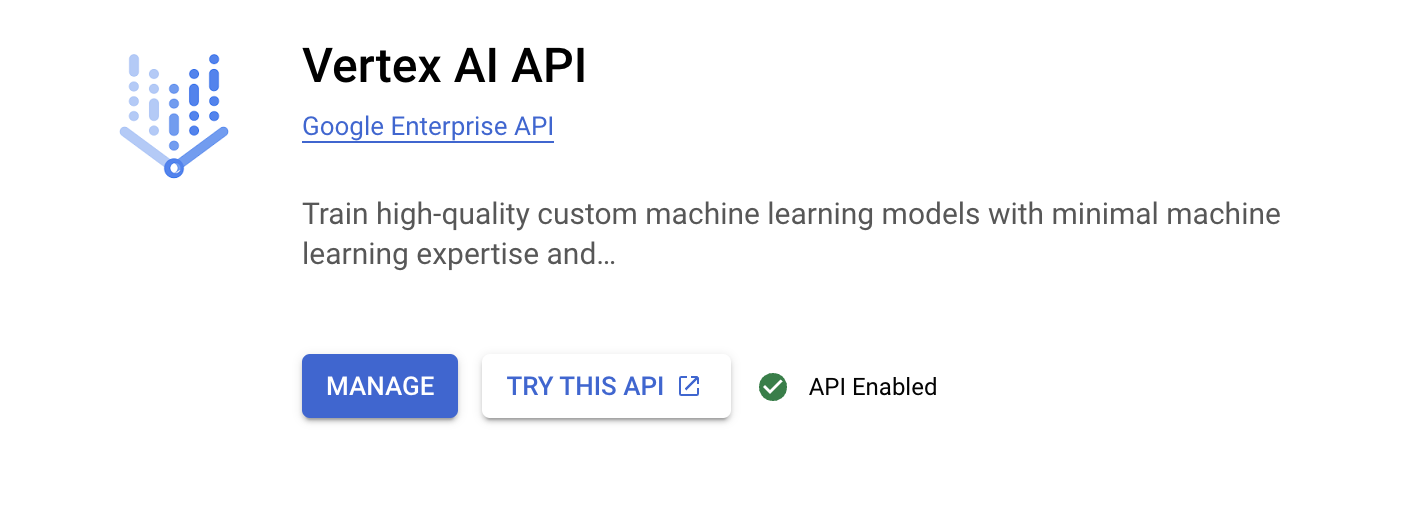 Vertex AI API
Google Enterprise API
Train high-quality custom machine learning models with minimal machine
learning expertise and…
MANAGE TRY THIS API API Enabled